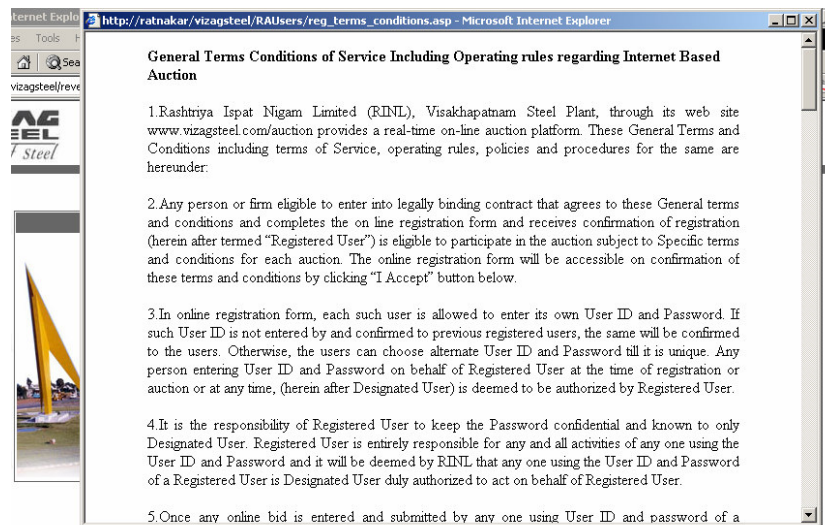 ternet Explo
http://ratnakar/vizagsteel/RAUsers/reg_terms_conditions.asp - Microsoft Internet Explorer
es Tools H
Sea
vizagsteel/reve
AG
EEL
Steel
General Terms Conditions of Service Including Operating rules regarding Internet Based
Auction
1.Rashtriya Ispat Nigam Limited (RINL), Visakhapatnam Steel Plant, through its web site
www.vizagsteel.com/auction provides a real-time on-line auction platform. These General Terms and
Conditions including terms of Service, operating rules, policies and procedures for the same are
hereunder:
2.Any person or firm eligible to enter into legally binding contract that agrees to these General terms
and conditions and completes the on line registration form and receives confirmation of registration
(herein after termed “Registered User”) is eligible to participate in the auction subject to Specific terms
and conditions for each auction. The online registration form will be accessible on confirmation of
these terms and conditions by clicking “I Accept” button below.
3.In online registration form, each such user is allowed to enter its own User ID and Password. If
such User ID is not entered by and confirmed to previous registered users, the same will be confirmed
to the users. Otherwise, the users can choose alternate User ID and Password till it is unique. Any
person entering User ID and Password on behalf of Registered User at the time of registration or
auction or at any time, (herein after Designated User) is deemed to be authorized by Registered User.
4.It is the responsibility of Registered User to keep the Password confidential and known to only
Designated User. Registered User is entirely responsible for any and all activities of any one using the
User ID and Password and it will be deemed by RINL that any one using the User ID and Password
of a Registered User is Designated User duly authorized to act on behalf of Registered User.
5.Once any online bid is entered and submitted by any one using User ID and password of a